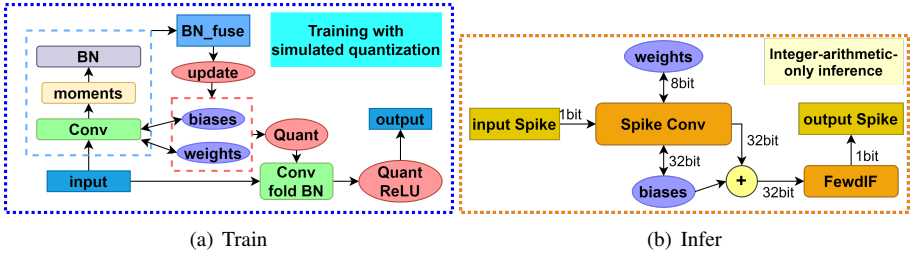 BN_fuse
Training with
simulated quantization
BN
update
moments
biases
output
Conv
Quant
weights
input
Conv
fold BN
Quant
ReLU
(a) Train
weights
Integer-arithmetic-
only inference
8bit
input Spike
1bit
Spike Conv
output Spike
32bit
32bit
1bit
biases
+
32bit
FewdIF
(b) Infer